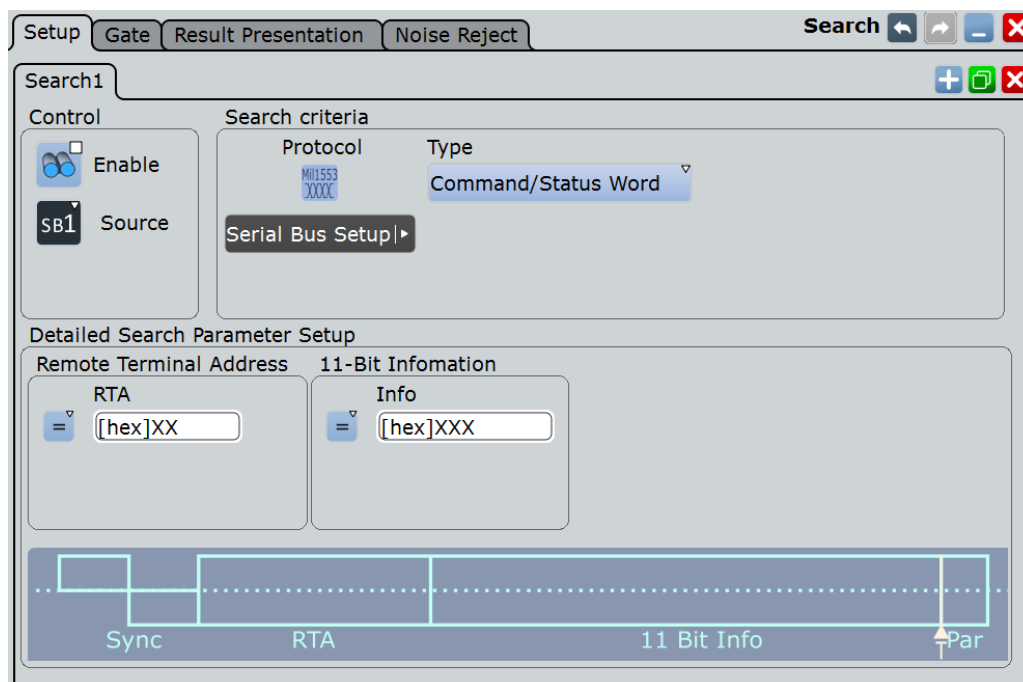 Setup Gate Result Presentation Noise Reject Search
Search1
Control Search criteria
Protocol Type
Enable Mil1553 Command/Status Word
XXXX
SB1 Source Serial Bus Setup
Detailed Search Parameter Setup
Remote Terminal Address 11-Bit Infomation
RTA Info
= [hex]XX = [hex]XXX
Sync RTA 11 Bit Info Par